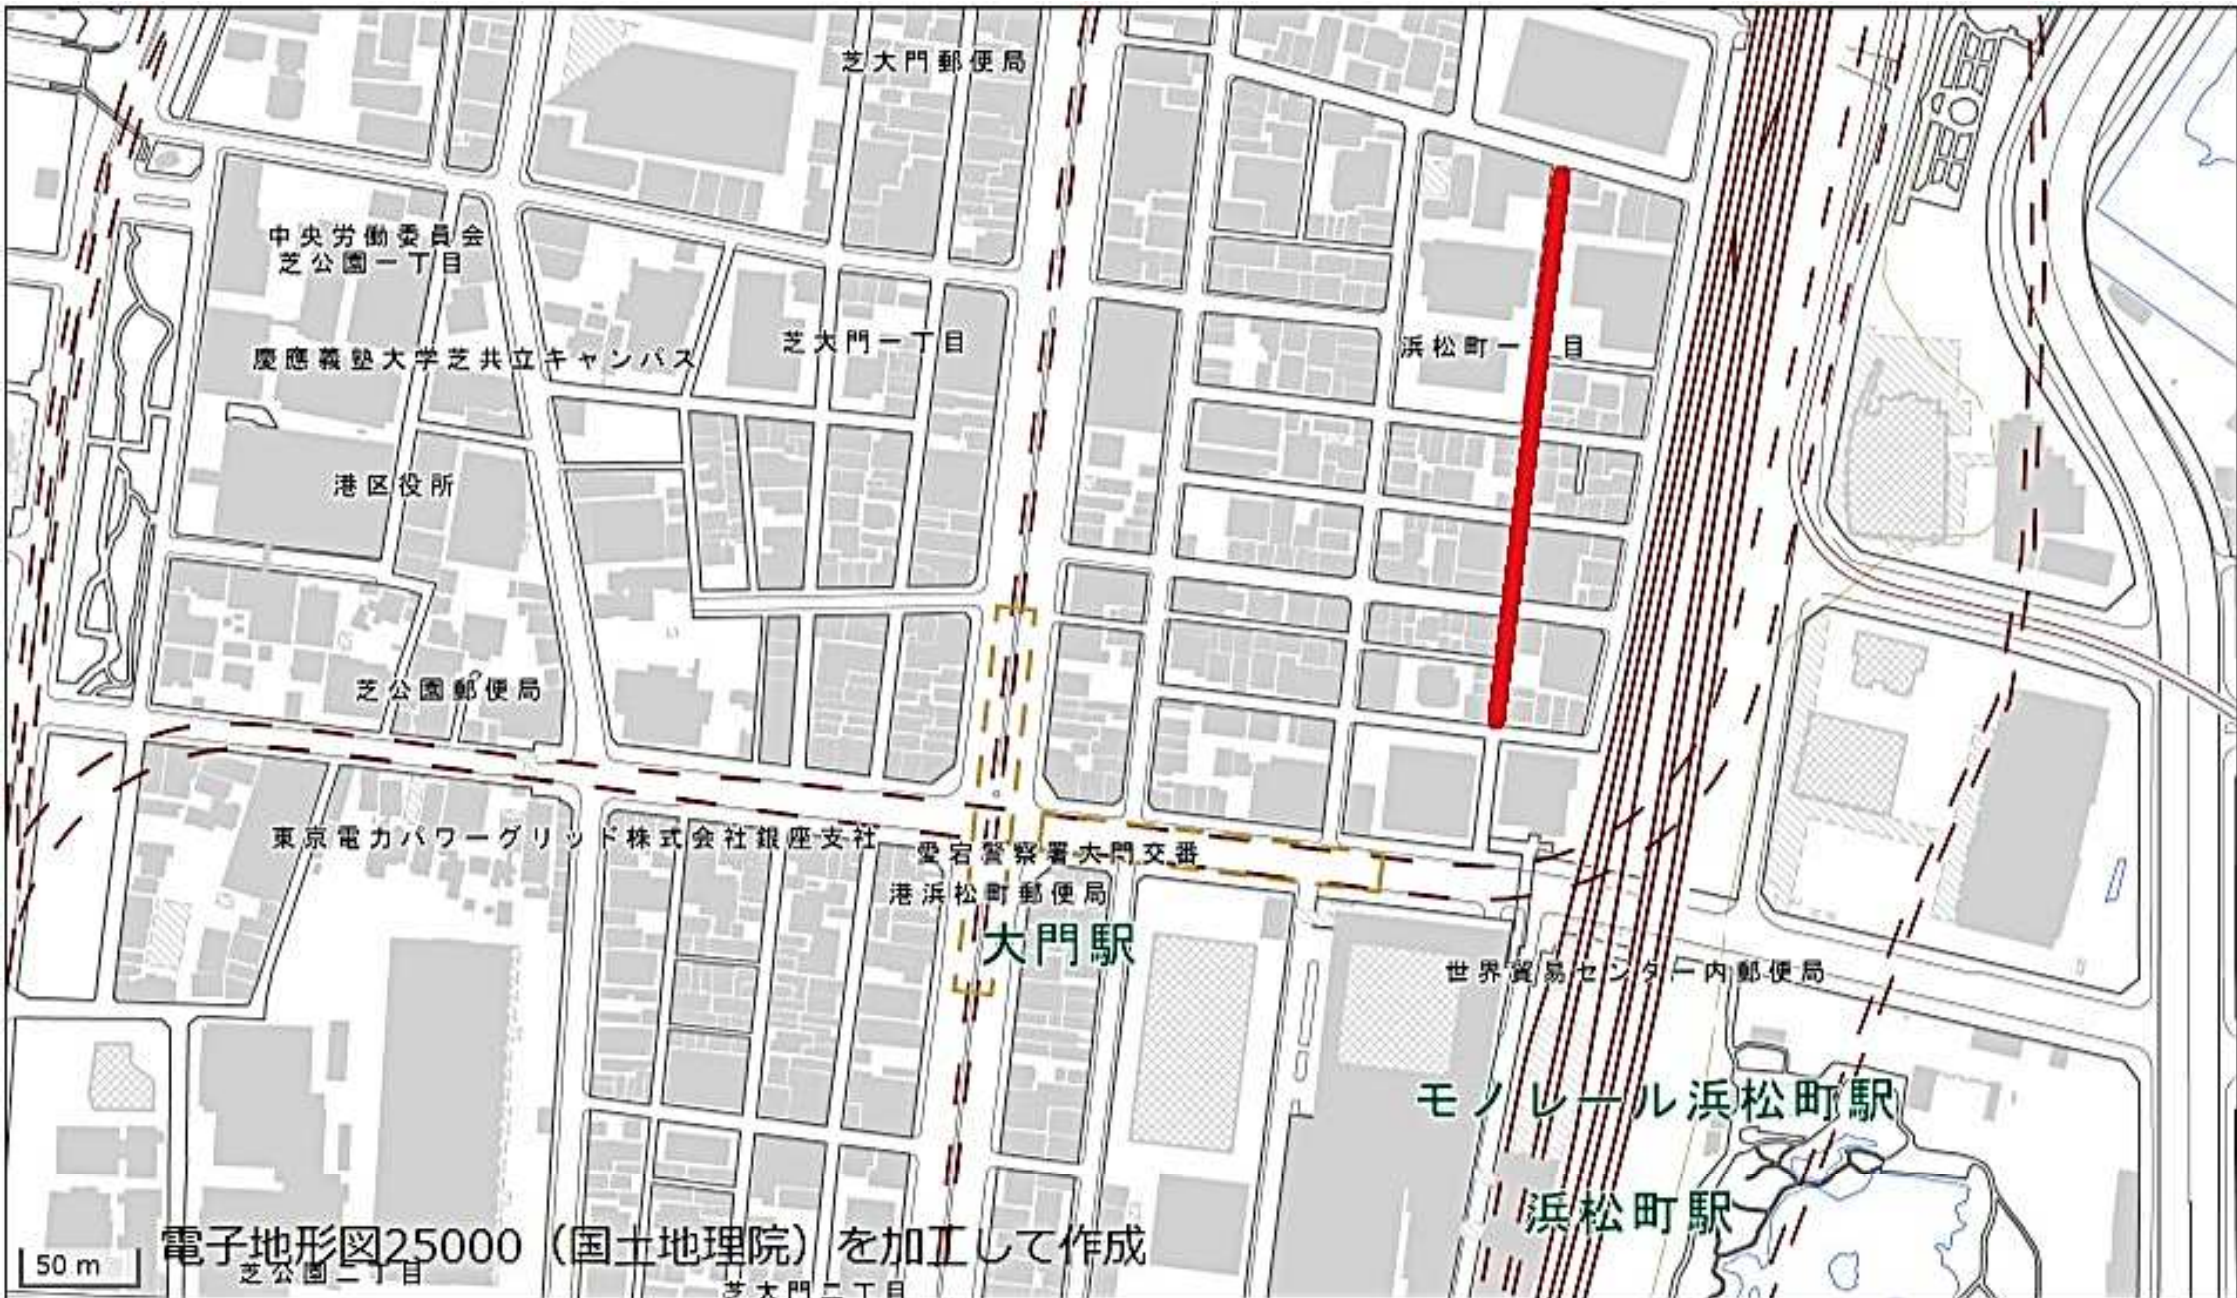 芝大門郵便局
中央労働委員会
芝公園一丁目
慶應義塾大学芝共立キャンパス
芝大門一丁目
浜松町一丁目
港区役所
芝公園郵便局
東京電力パワーグリッド株式会社銀座支社
愛宕警察署大門交番
港浜松町郵便局
大門駅
世界貿易センター内郵便局
モノレール浜松町駅
浜松町駅
電子地形図25000（国土地理院）を加工して作成
50 m
芝公園二丁目
芝大門二丁目